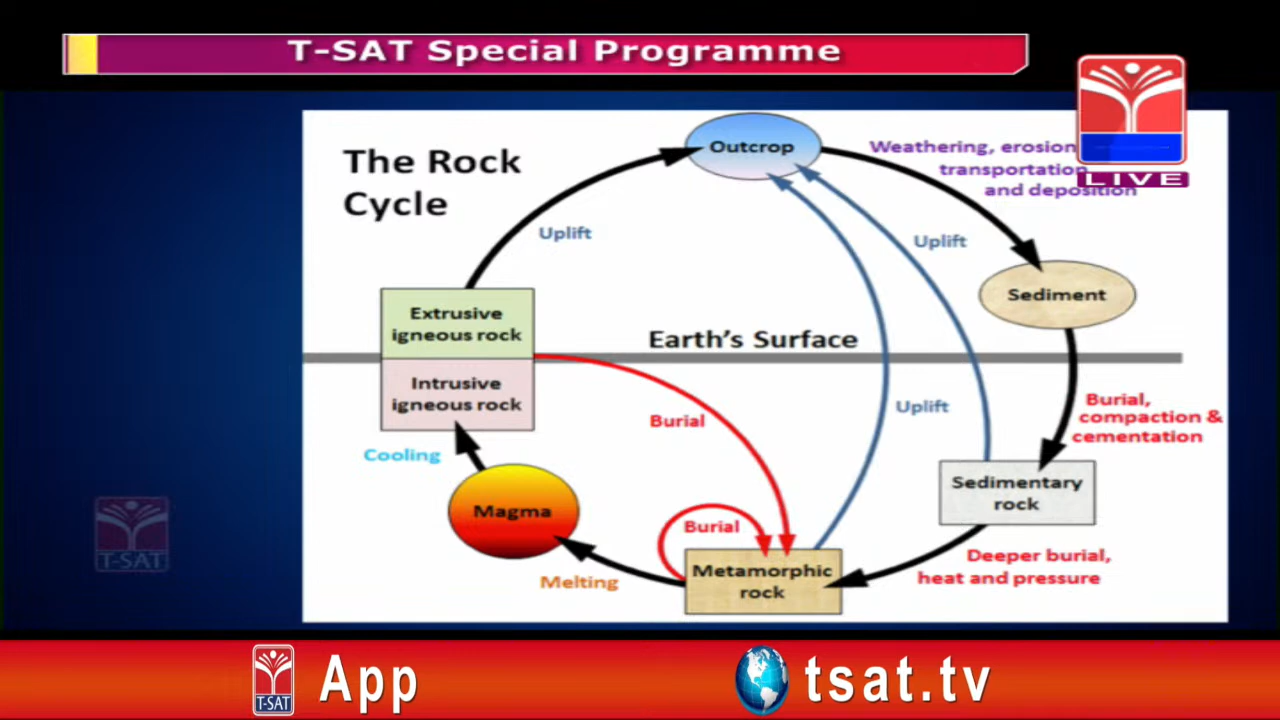 T-SAT Special Programme
LIVE
The Rock
Cycle
Outcrop
Weathering, erosion
transportation
and deposition
Uplift
Uplift
Sediment
Extrusive
igneous rock
Earth's Surface
Intrusive
igneous rock
Burial
Uplift
Burial,
compaction &
cementation
Cooling
Magma
Sedimentary
rock
Burial
Melting
Metamorphic
rock
Deeper burial,
heat and pressure
T-SAT
T-SAT
App
tsat.tv